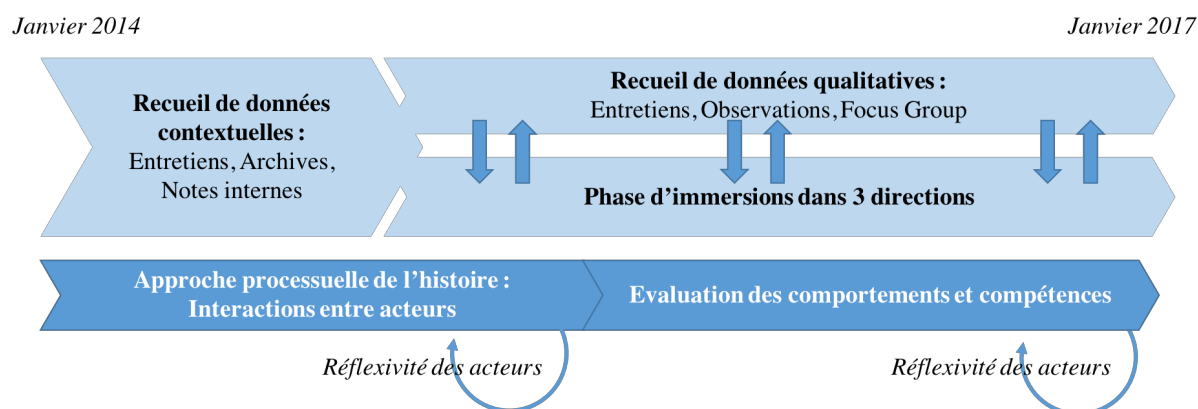 Janvier 2014
Janvier 2017
Recueil de données
contextuelles :
Entretiens, Archives,
Notes internes
Recueil de données qualitatives :
Entretiens, Observations, Focus Group
Phase d’immersions dans 3 directions
Approche processuelle de l’histoire :
Interactions entre acteurs
Evaluation des comportements et compétences
Réflexivité des acteurs
Réflexivité des acteurs